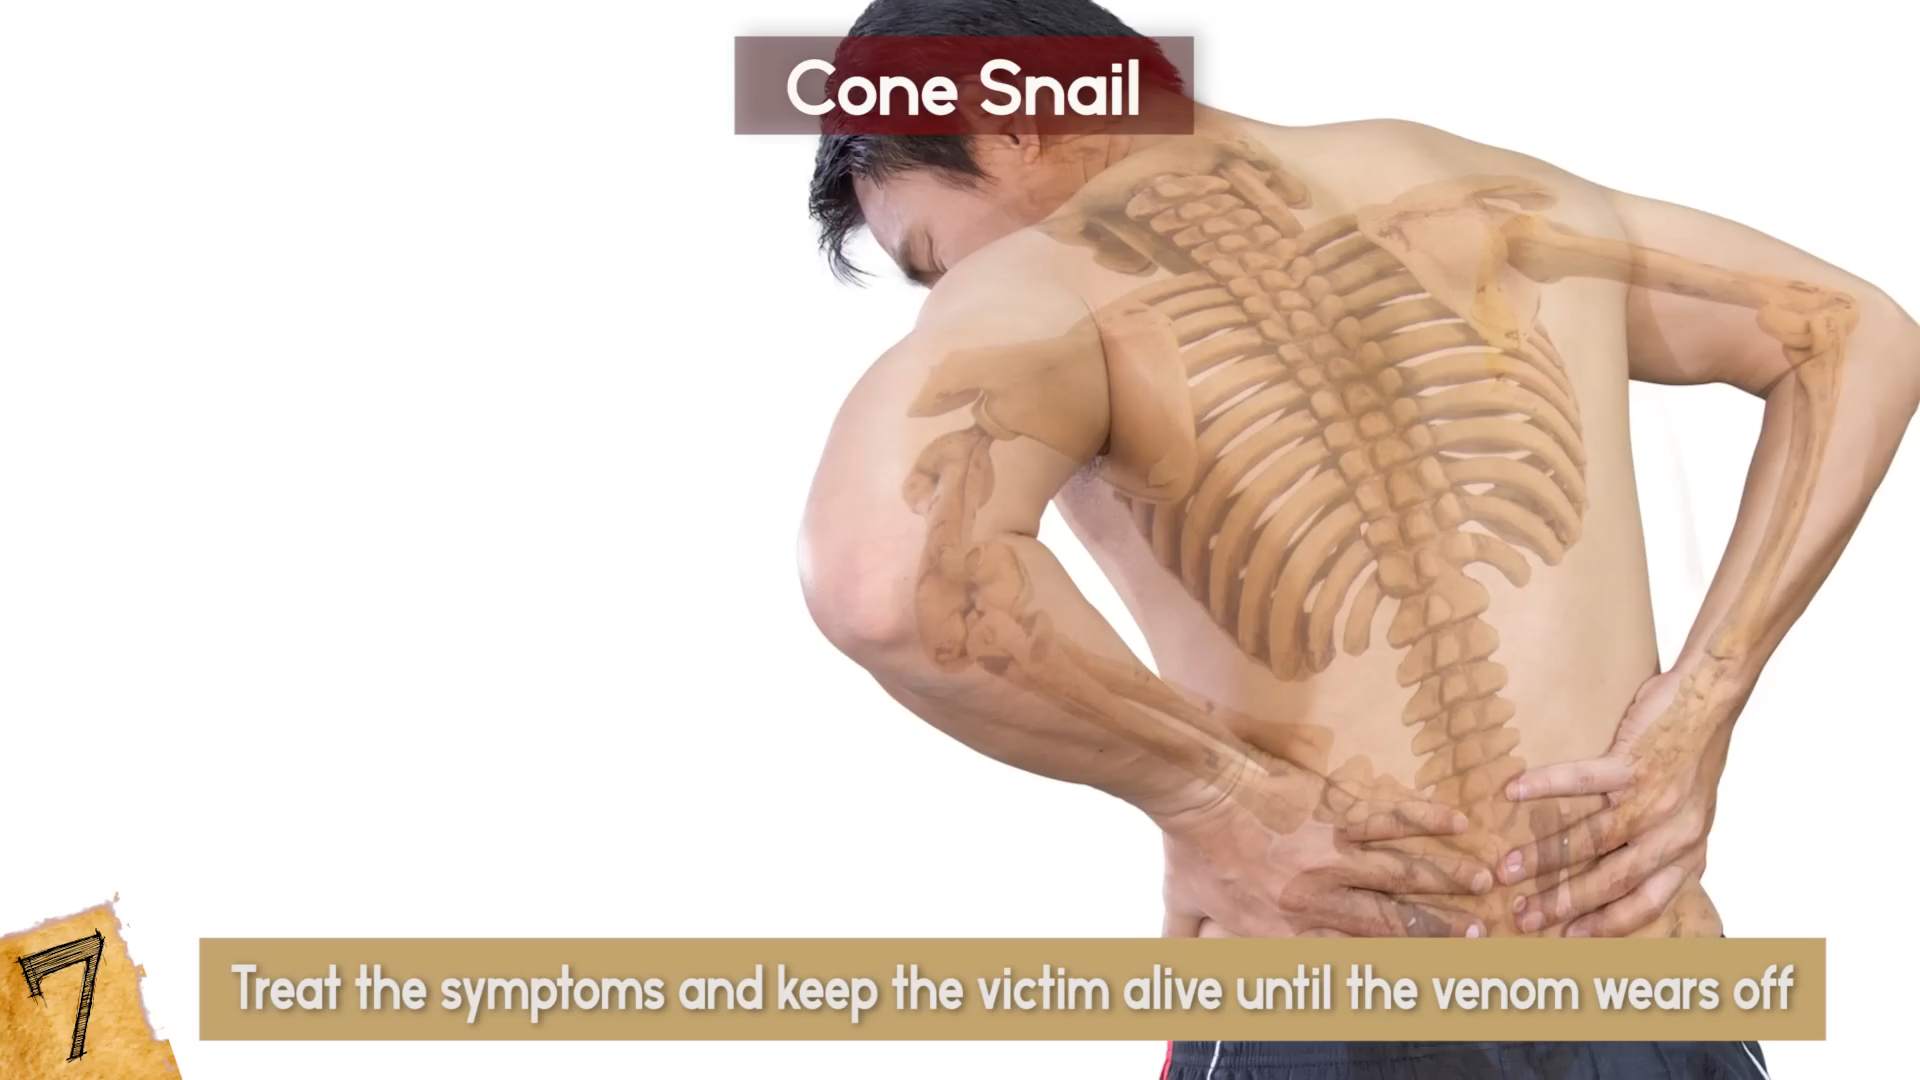 Cone Snail
7
Treat the symptoms and keep the victim alive until the venom wears off